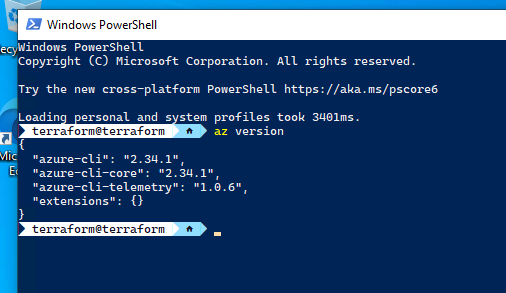 Windows PowerShell
Windows PowerShell
Copyright (C) Microsoft Corporation. All rights reserved.
Try the new cross-platform PowerShell https://aka.ms/pscore6
Loading personal and system profiles took 3401ms.
terraform@terraform az version
{
  "azure-cli": "2.34.1",
  "azure-cli-core": "2.34.1",
  "azure-cli-telemetry": "1.0.6",
  "extensions": {}
}
terraform@terraform